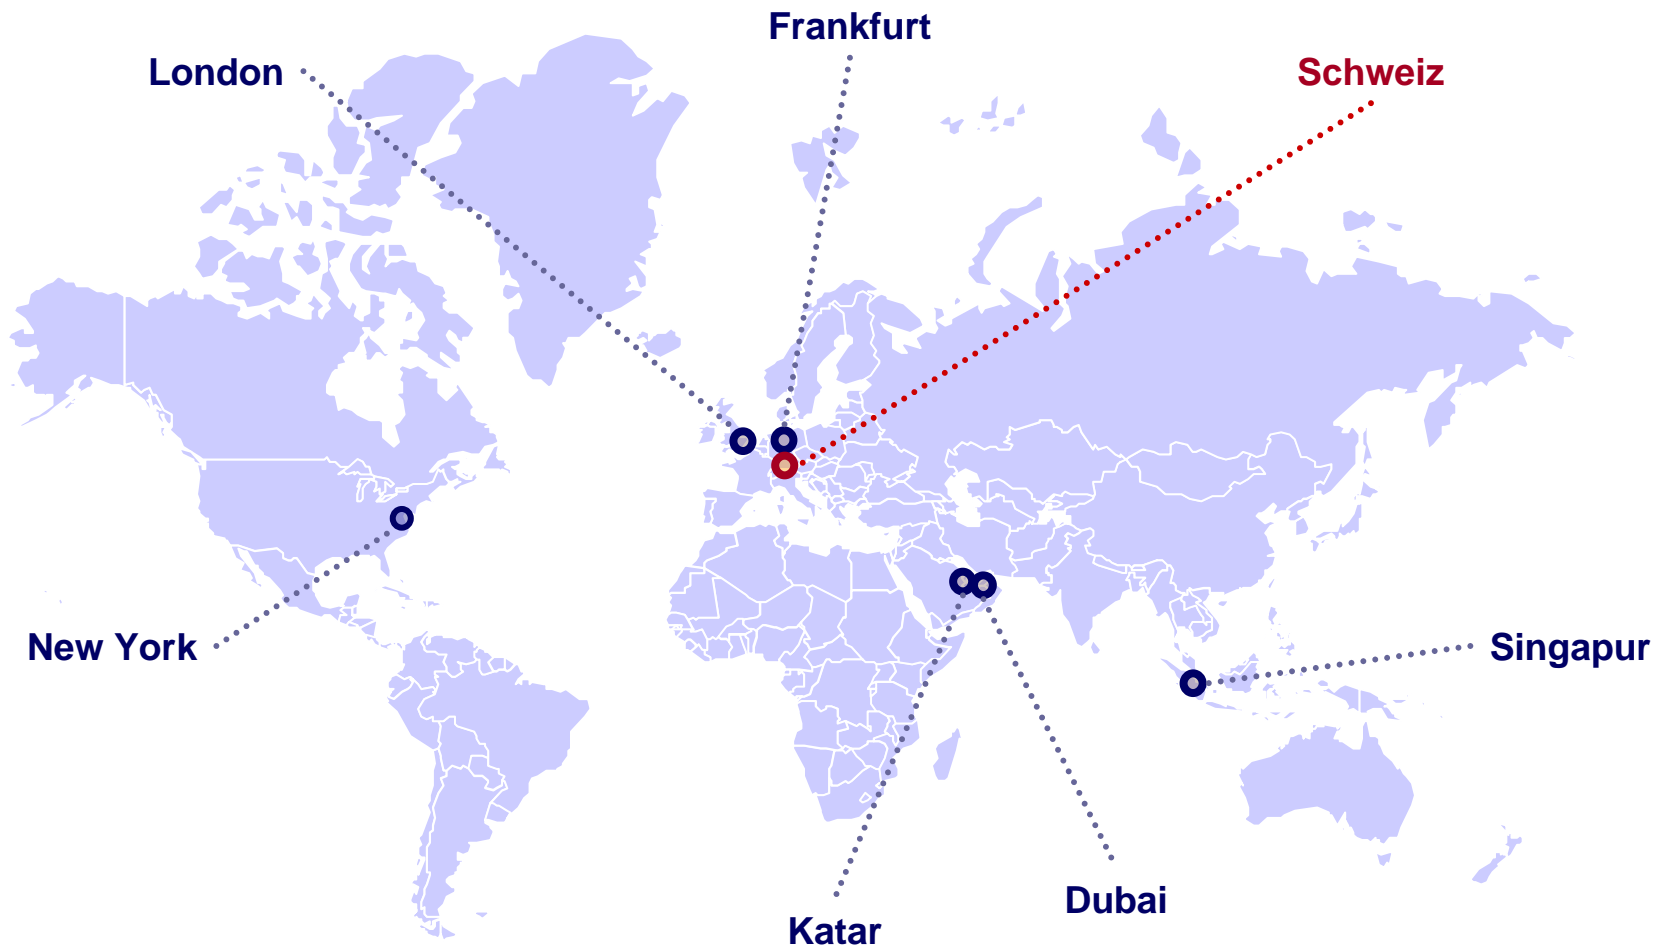 Frankfurt
London
Schweiz
New York
Singapur
Dubai
Katar